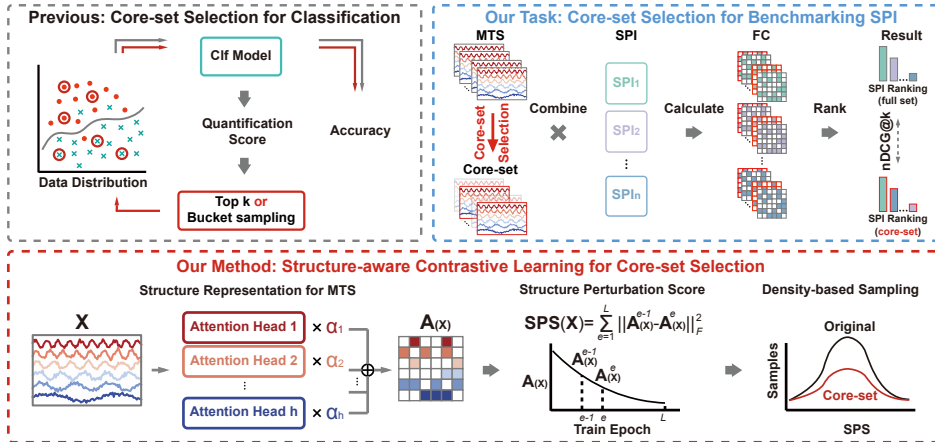 Previous: Core-set Selection for Classification
Clf Model
Quantification
Score
Accuracy
Data Distribution
Top k or
Bucket sampling
Our Task: Core-set Selection for Benchmarking SPI
MTS
SPI
FC
Result
Core-set
Selection
Core-set
Combine
SPI1
SPI2
SPIn
Calculate
Rank
SPI Ranking
(full set)
nDCG@k
SPI Ranking
(core-set)
Our Method: Structure-aware Contrastive Learning for Core-set Selection
Structure Representation for MTS
X
Attention Head 1 × α1
Attention Head 2 × α2
Attention Head h × αh
A(X)
Structure Perturbation Score
SPS(X)= ∑ e=1 L ||A(X)^e-1 - A(X)^e||F^2
A(X)
A(X)^e-1
A(X)^e
e-1 e L
Train Epoch
Density-based Sampling
Original
Core-set
Samples
SPS